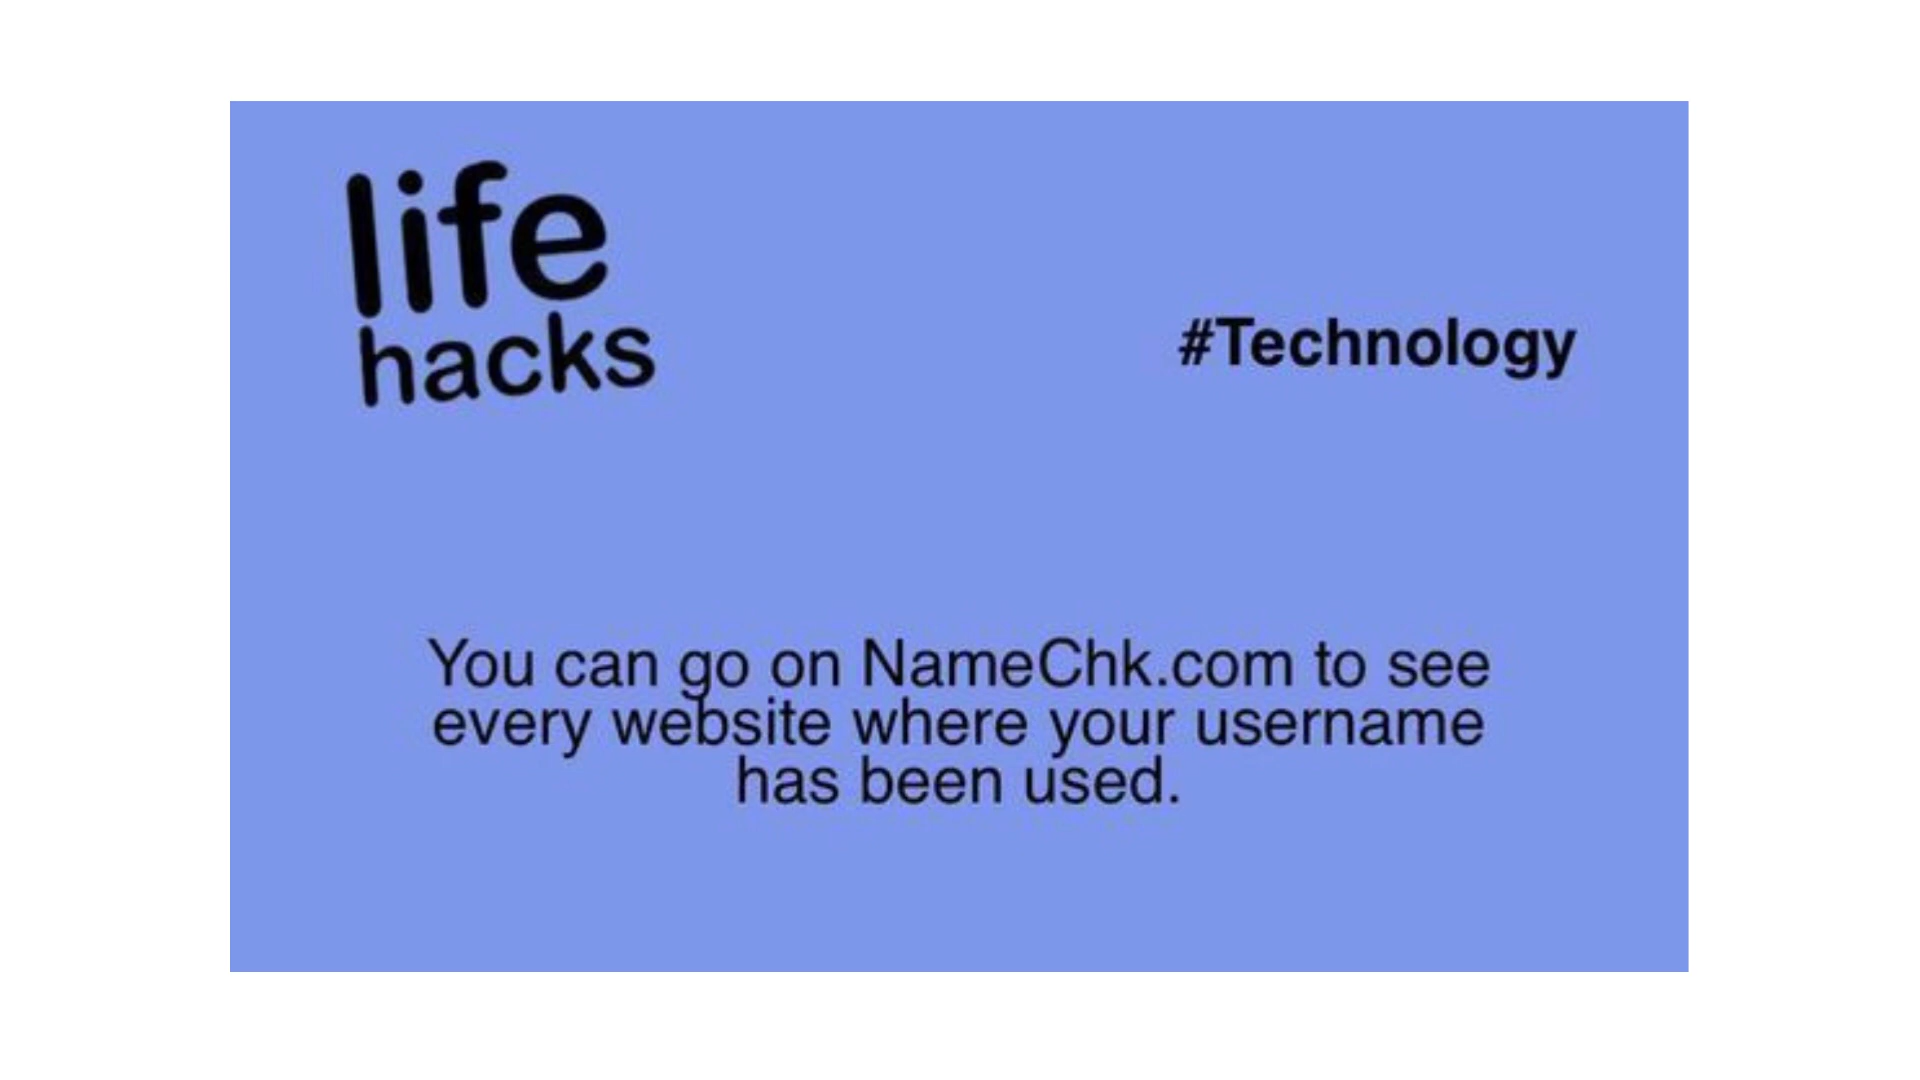 life
hacks
#Technology
You can go on NameChk.com to see
every website where your username
has been used.